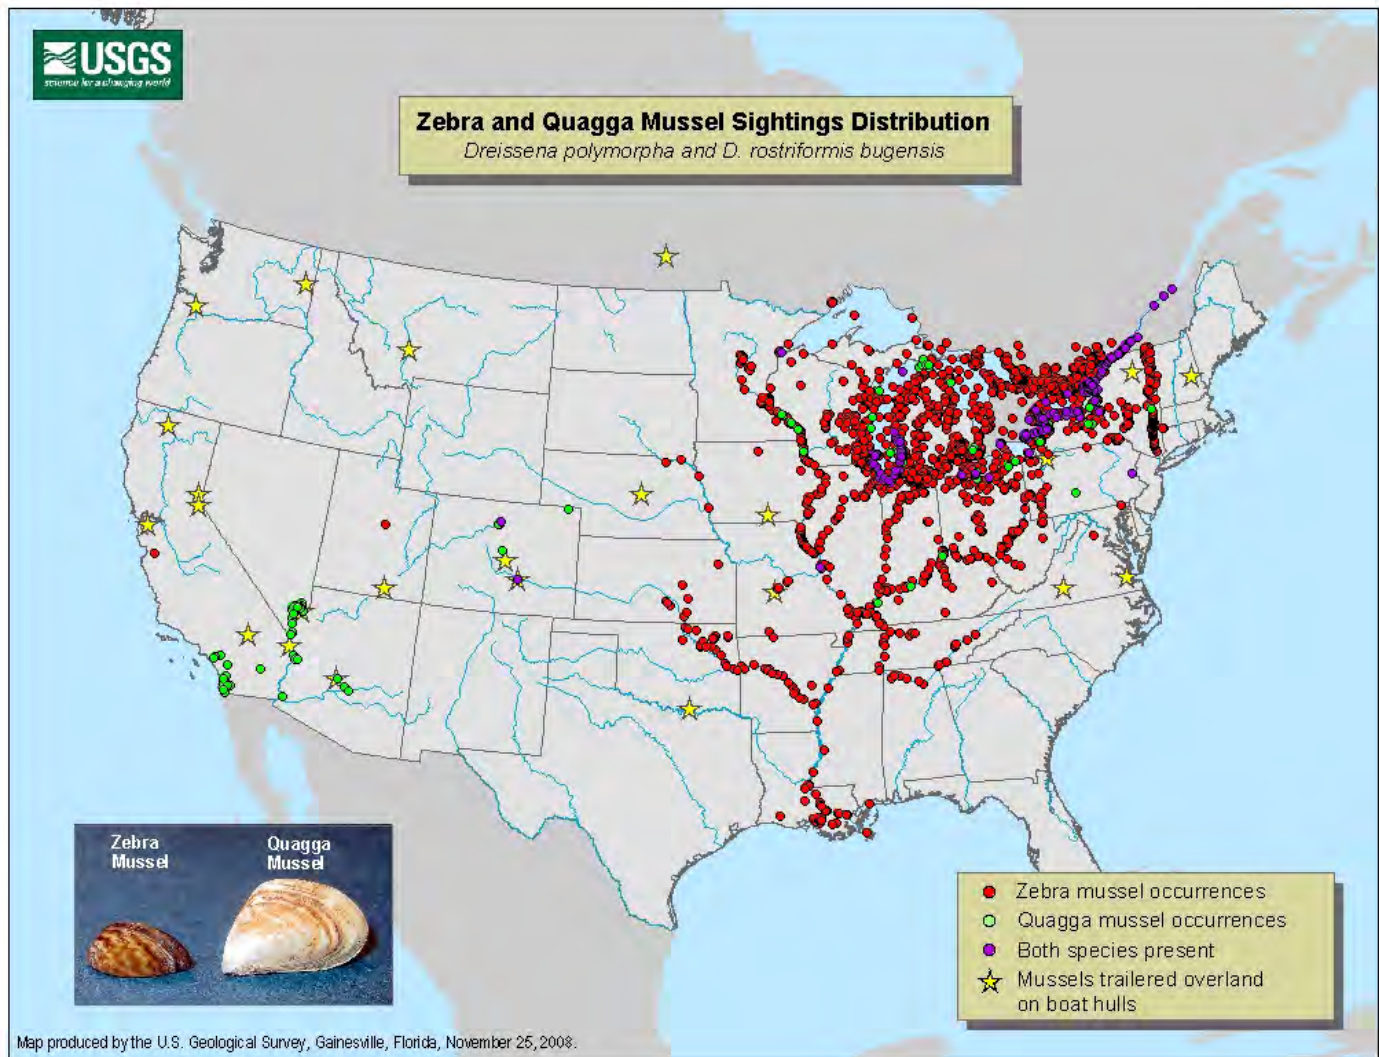 USGS
science for a changing world
Zebra and Quagga Mussel Sightings Distribution
Dreissena polymorpha and D. rostriformis bugensis
Zebra
Mussel
Quagga
Mussel
Zebra mussel occurrences
Quagga mussel occurrences
Both species present
Mussels trailered overland
on boat hulls
Map produced by the U.S. Geological Survey, Gainesville, Florida, November 25, 2008.